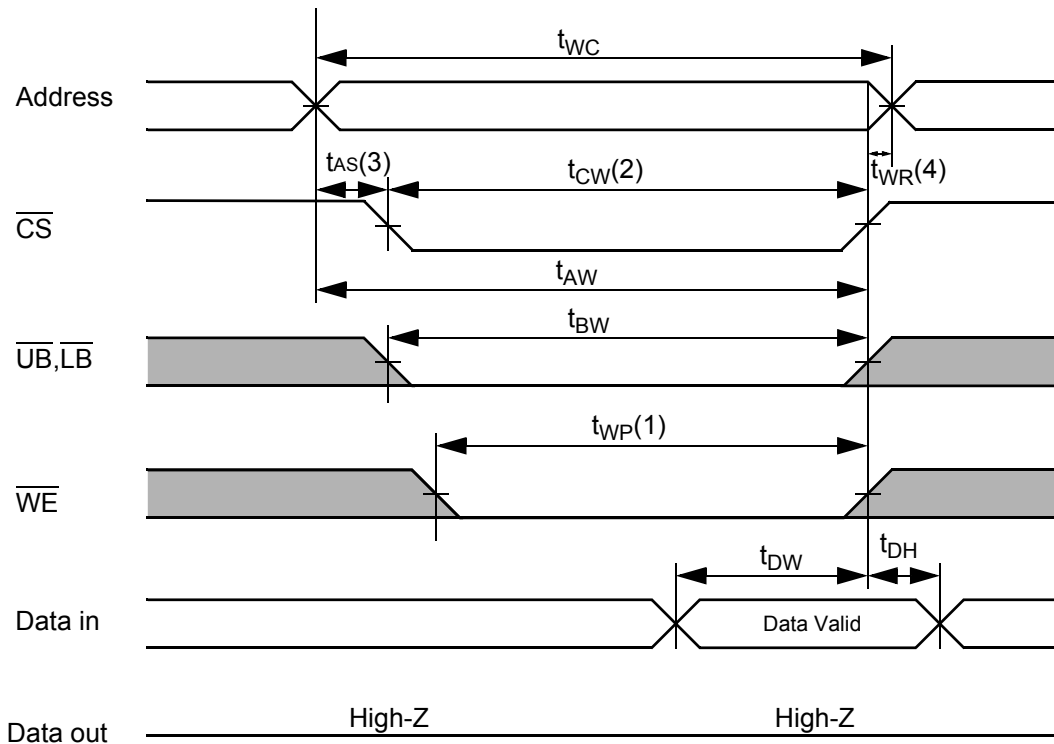 tWC
Address
tAS(3)
tCW(2)
tWR(4)
CS
tAW
tBW
UB,LB
tWP(1)
WE
tDW
tDH
Data in
Data Valid
High-Z
High-Z
Data out